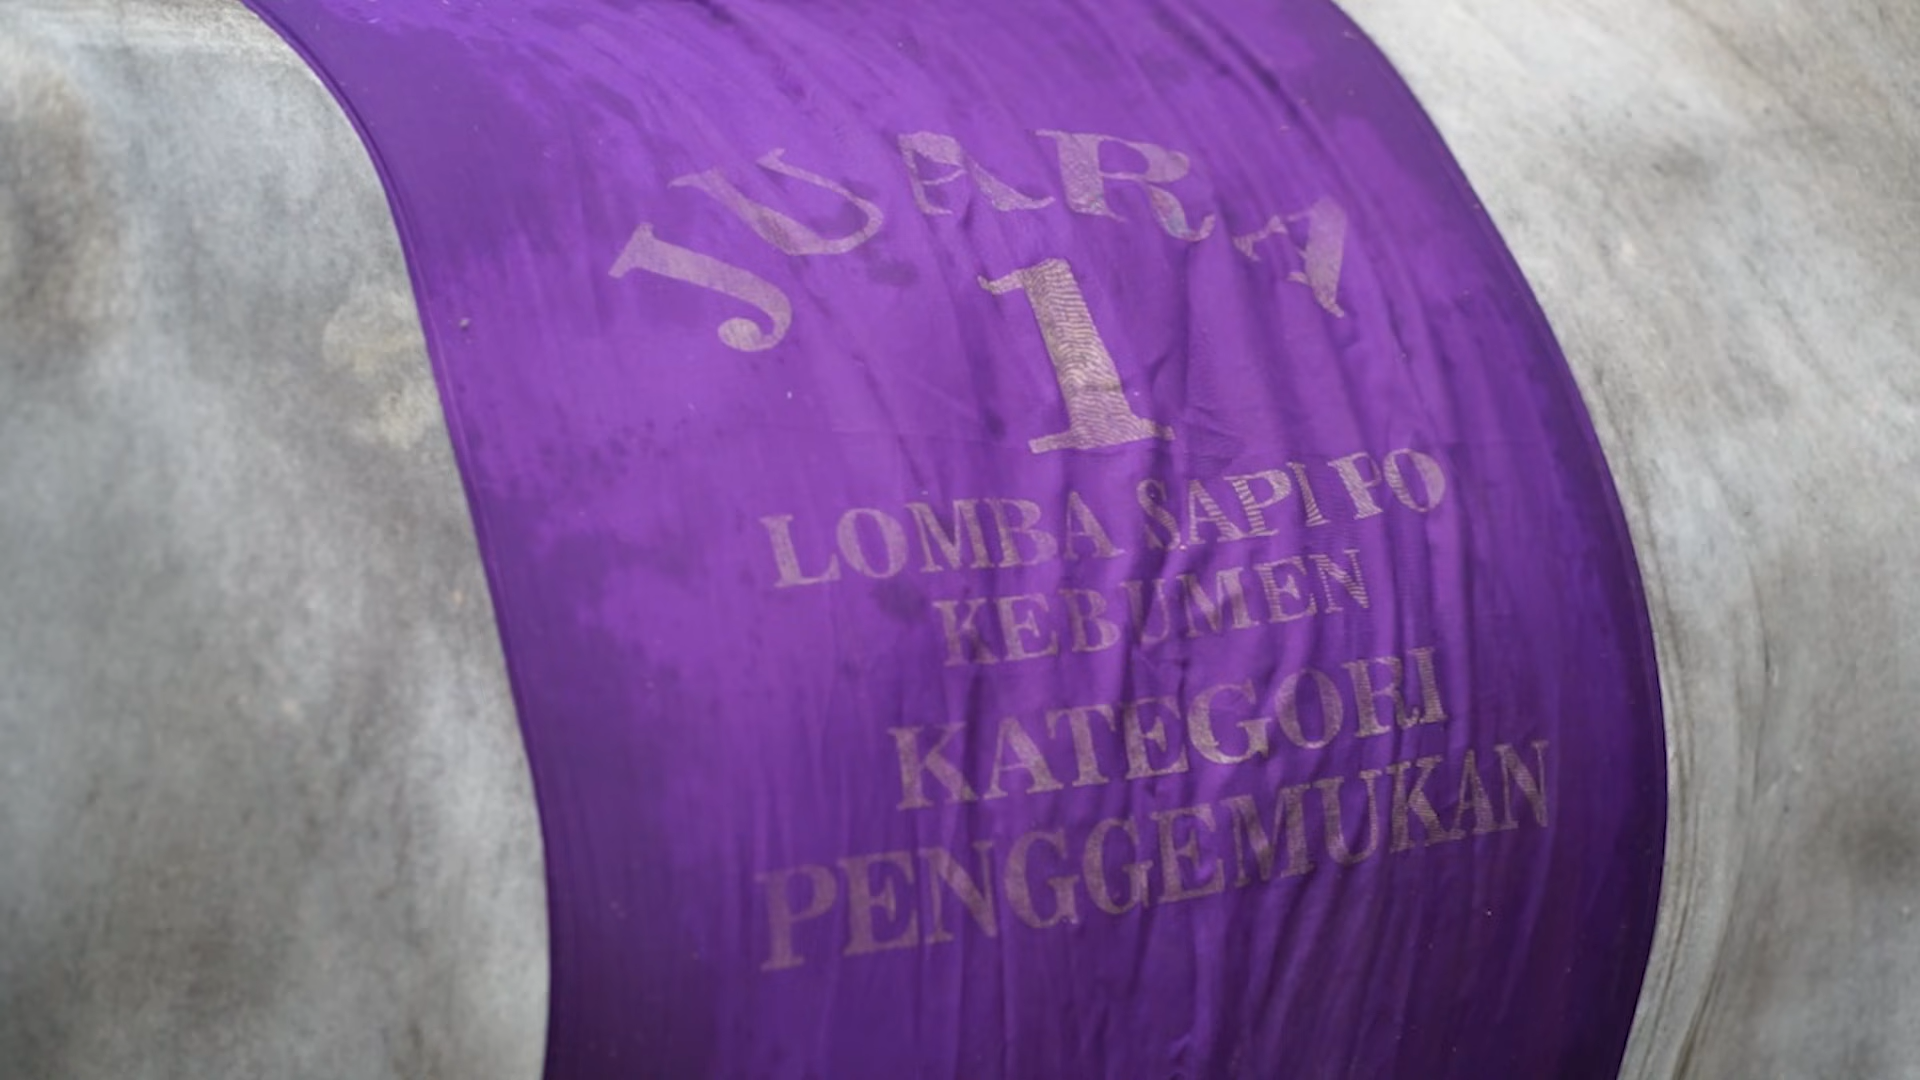 JUARA
1
LOMBA SAPI PO
KEBUMEN
KATEGORI
PENGGEMUKAN